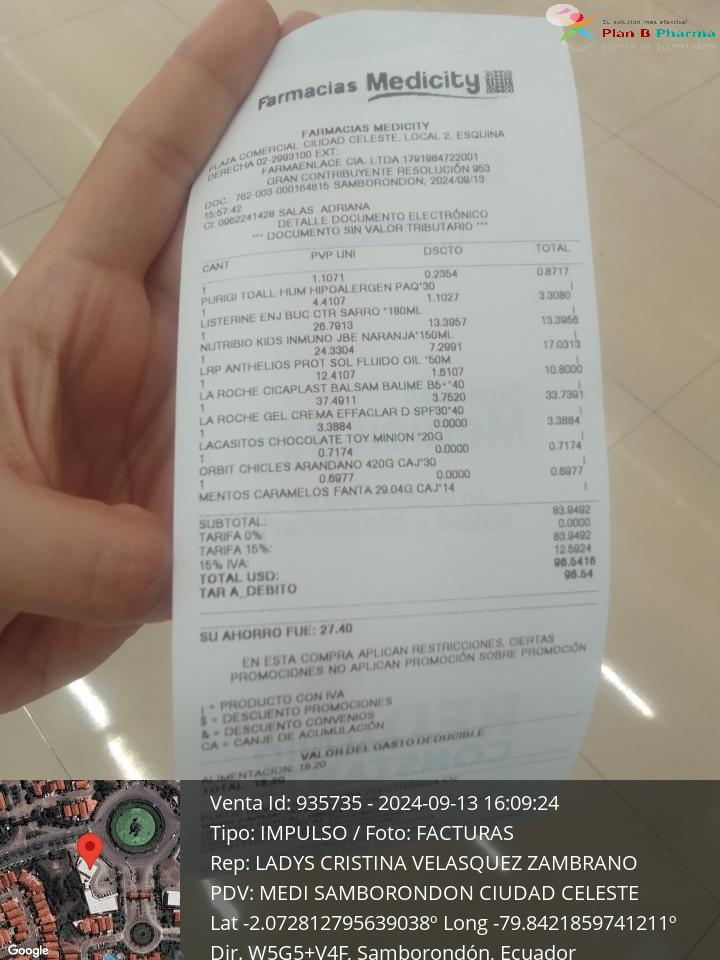 Su solución mas efectiva!
Plan B Pharma
Farmacias Medicity
FARMACIAS MEDICITY
PLAZA COMERCIAL CIUDAD CELESTE, LOCAL 2, ESQUINA
DERECHA 02-2993100 EXT:
FARMAENLACE CIA. LTDA 1791984722001
GRAN CONTRIBUYENTE RESOLUCIÓN 953
DOC.: 762-003-000164815 SAMBORONDON, 2024/09/13
15:57:42
CI: 0962241428 SALAS ADRIANA
DETALLE DOCUMENTO ELECTRÓNICO
*** DOCUMENTO SIN VALOR TRIBUTARIO ***
CANT PVP UNI DSCTO TOTAL
1 1.1071 0.2354 0.8717
PURIGI TOALL HUM HIPOALERGEN PAQ*30 |
1 4.4107 1.1027 3.3080
LISTERINE ENJ BUC CTR SARRO *180ML |
1 26.7913 13.3957 13.3956
NUTRIBIO KIDS INMUNO JBE NARANJA*150ML |
1 24.3304 7.2991 17.0313
LRP ANTHELIOS PROT SOL FLUIDO OIL *50M |
1 12.4107 1.6107 10.8000
LA ROCHE CICAPLAST BALSAM BAUME B5+*40 |
1 37.4911 3.7520 33.7391
LA ROCHE GEL CREMA EFFACLAR D SPF30*40 |
1 3.3884 0.0000 3.3884
LACASITOS CHOCOLATE TOY MINION *20G |
1 0.7174 0.0000 0.7174
ORBIT CHICLES ARANDANO 420G CAJ*30 |
1 0.6977 0.0000 0.6977
MENTOS CARAMELOS FANTA 29.04G CAJ*14 |
SUBTOTAL: 83.9492
TARIFA 0%: 0.0000
TARIFA 15%: 83.9492
15% IVA: 12.5924
TOTAL USD: 96.5416
TAR A_DEBITO 96.54
SU AHORRO FUE: 27.40
EN ESTA COMPRA APLICAN RESTRICCIONES, CIERTAS
PROMOCIONES NO APLICAN PROMOCIÓN SOBRE PROMOCIÓN
| = PRODUCTO CON IVA
$ = DESCUENTO PROMOCIONES
& = DESCUENTO CONVENIOS
CA = CANJE DE ACUMULACIÓN
VALOR DEL GASTO DEDUCIBLE
ALIMENTACION: 18.20
TOTAL: 18.20
Venta Id: 935735 - 2024-09-13 16:09:24
Tipo: IMPULSO / Foto: FACTURAS
Rep: LADYS CRISTINA VELASQUEZ ZAMBRANO
PDV: MEDI SAMBORONDON CIUDAD CELESTE
Lat -2.072812795639038º Long -79.8421859741211º
Dir. W5G5+V4F, Samborondón, Ecuador
Google